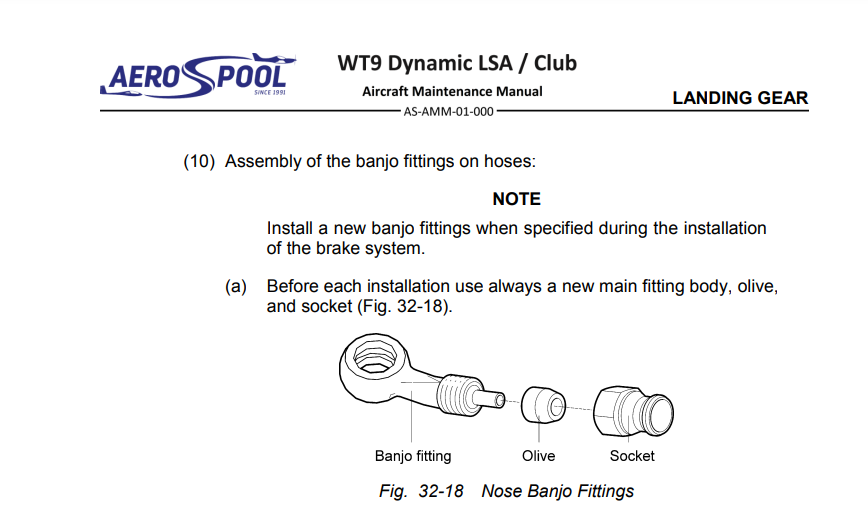 AEROSPOOL
SINCE 1991
WT9 Dynamic LSA / Club
Aircraft Maintenance Manual
AS-AMM-01-000
LANDING GEAR
(10) Assembly of the banjo fittings on hoses:
NOTE
Install a new banjo fittings when specified during the installation
of the brake system.
(a) Before each installation use always a new main fitting body, olive,
and socket (Fig. 32-18).
Banjo fitting Olive Socket
Fig. 32-18 Nose Banjo Fittings